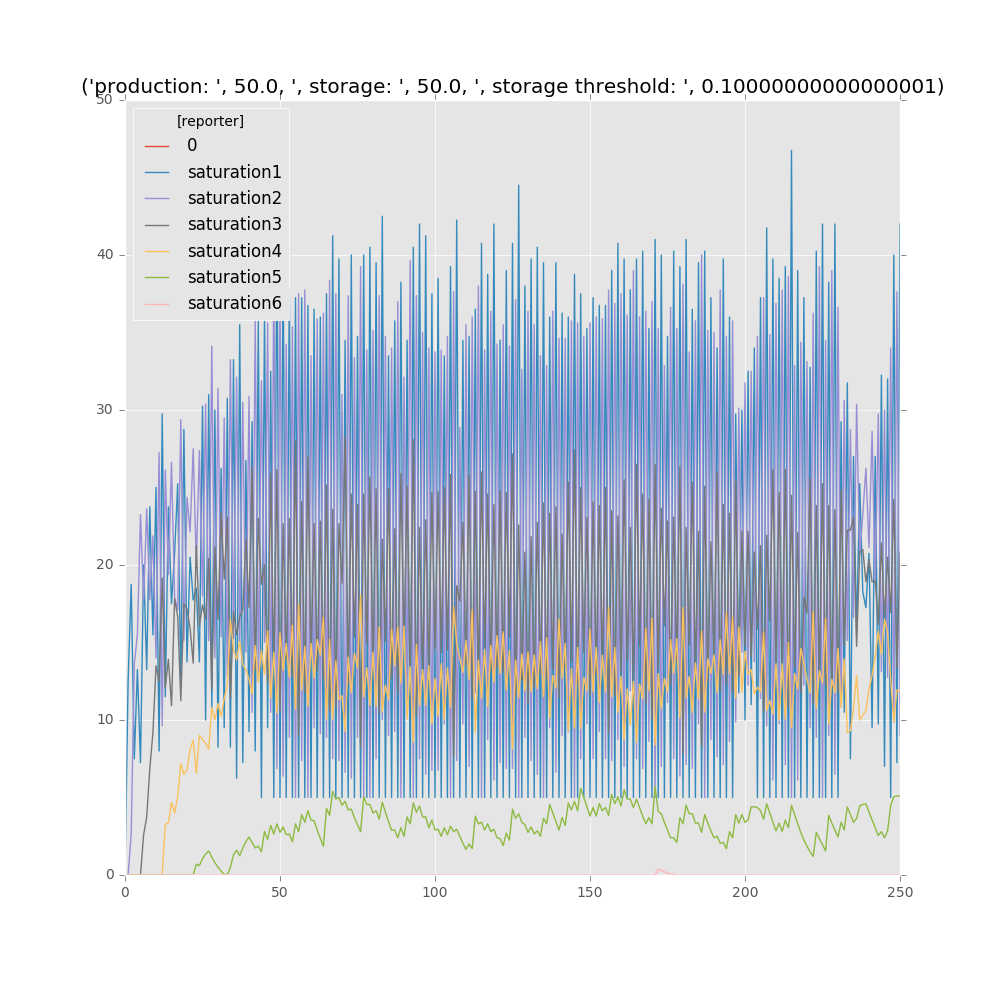 ('production: ', 50.0, ', storage: ', 50.0, ', storage threshold: ', 0.10000000000000001)
50
[reporter]
0
saturation1
saturation2
saturation3
saturation4
saturation5
saturation6
40
30
20
10
0
0 50 100 150 200 250